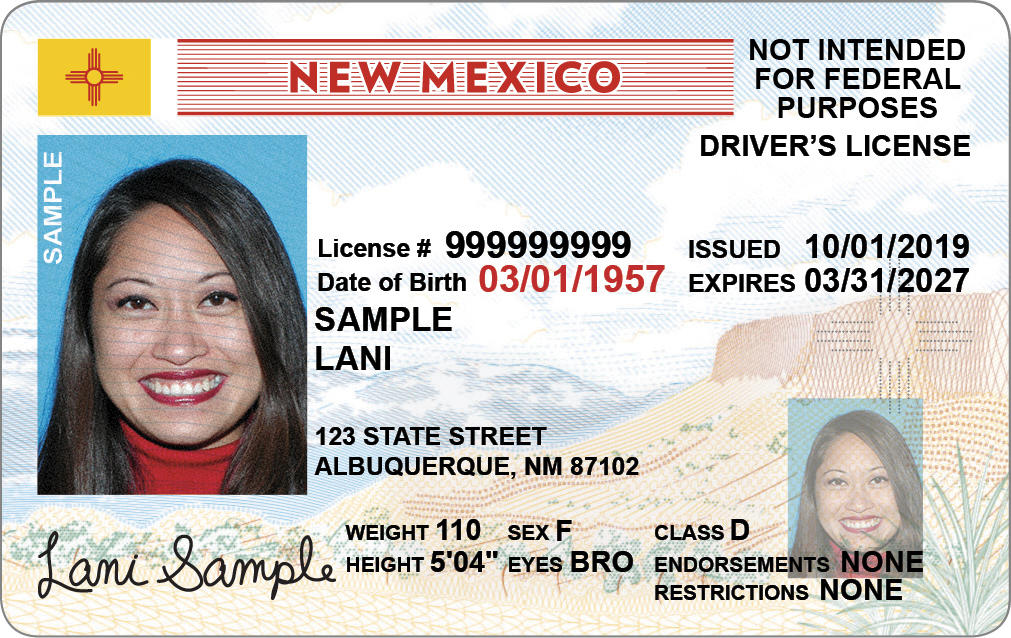 NEW MEXICO
NOT INTENDED
FOR FEDERAL
PURPOSES
DRIVER'S LICENSE
SAMPLE
License # 999999999
ISSUED 10/01/2019
Date of Birth 03/01/1957
EXPIRES 03/31/2027
SAMPLE
LANI
123 STATE STREET
ALBUQUERQUE, NM 87102
WEIGHT 110 SEX F CLASS D
HEIGHT 5'04" EYES BRO ENDORSEMENTS NONE
RESTRICTIONS NONE
Lani Sample